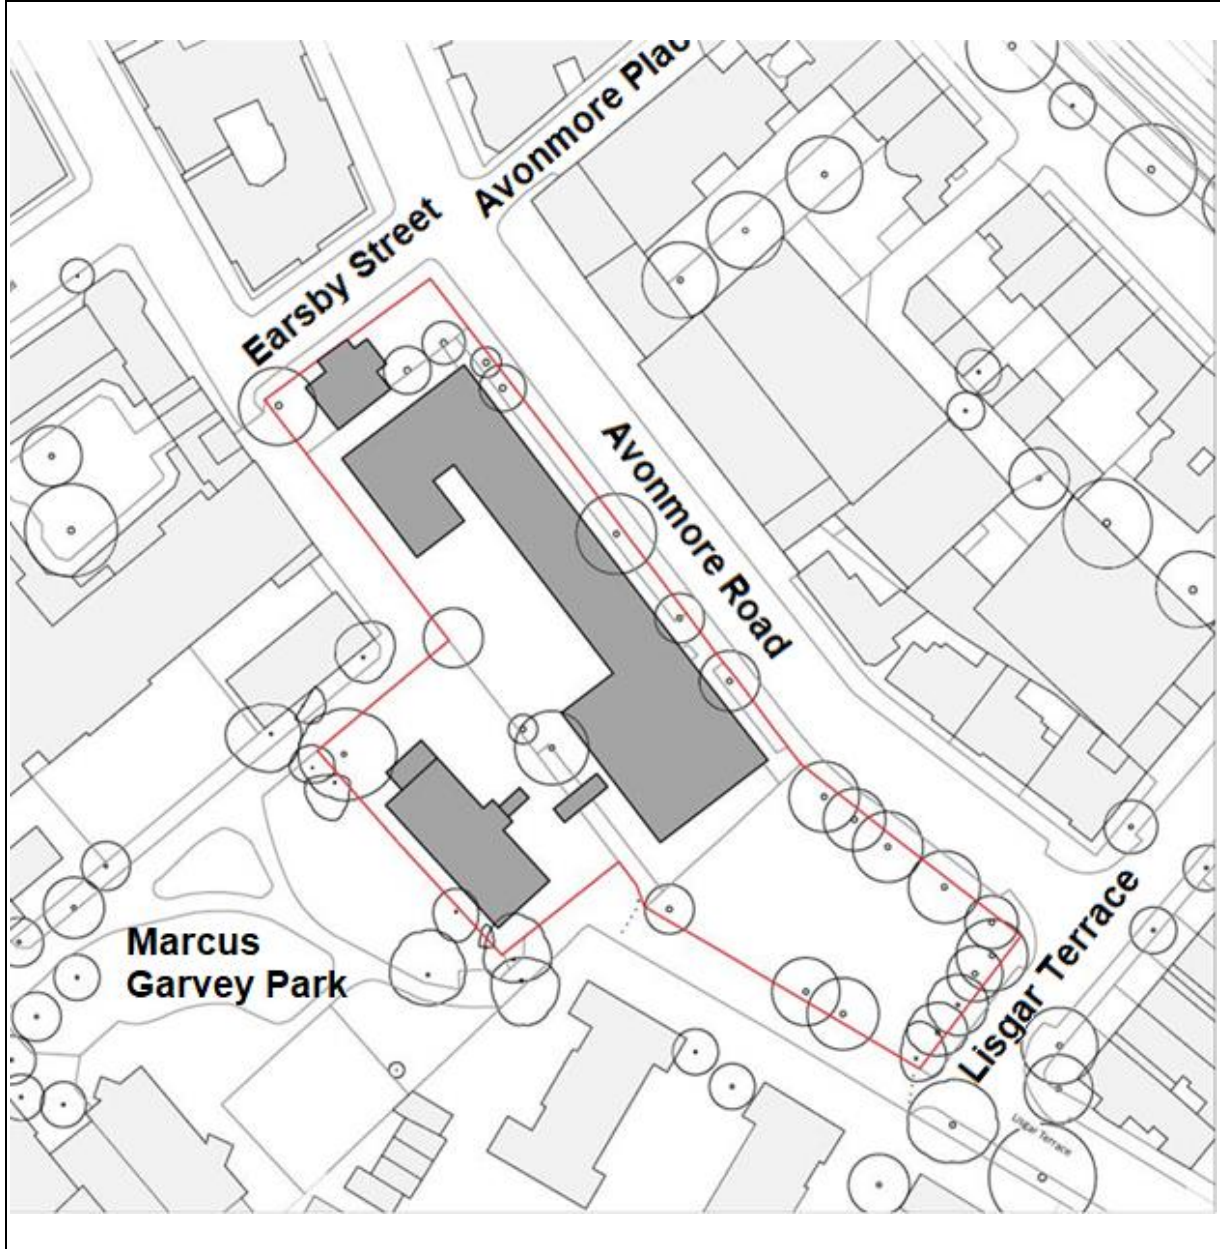 Avonmore Plac
Earsby Street
Avonmore Road
Marcus
Garvey Park
Lisgar Terrace
Lisgar Terrace